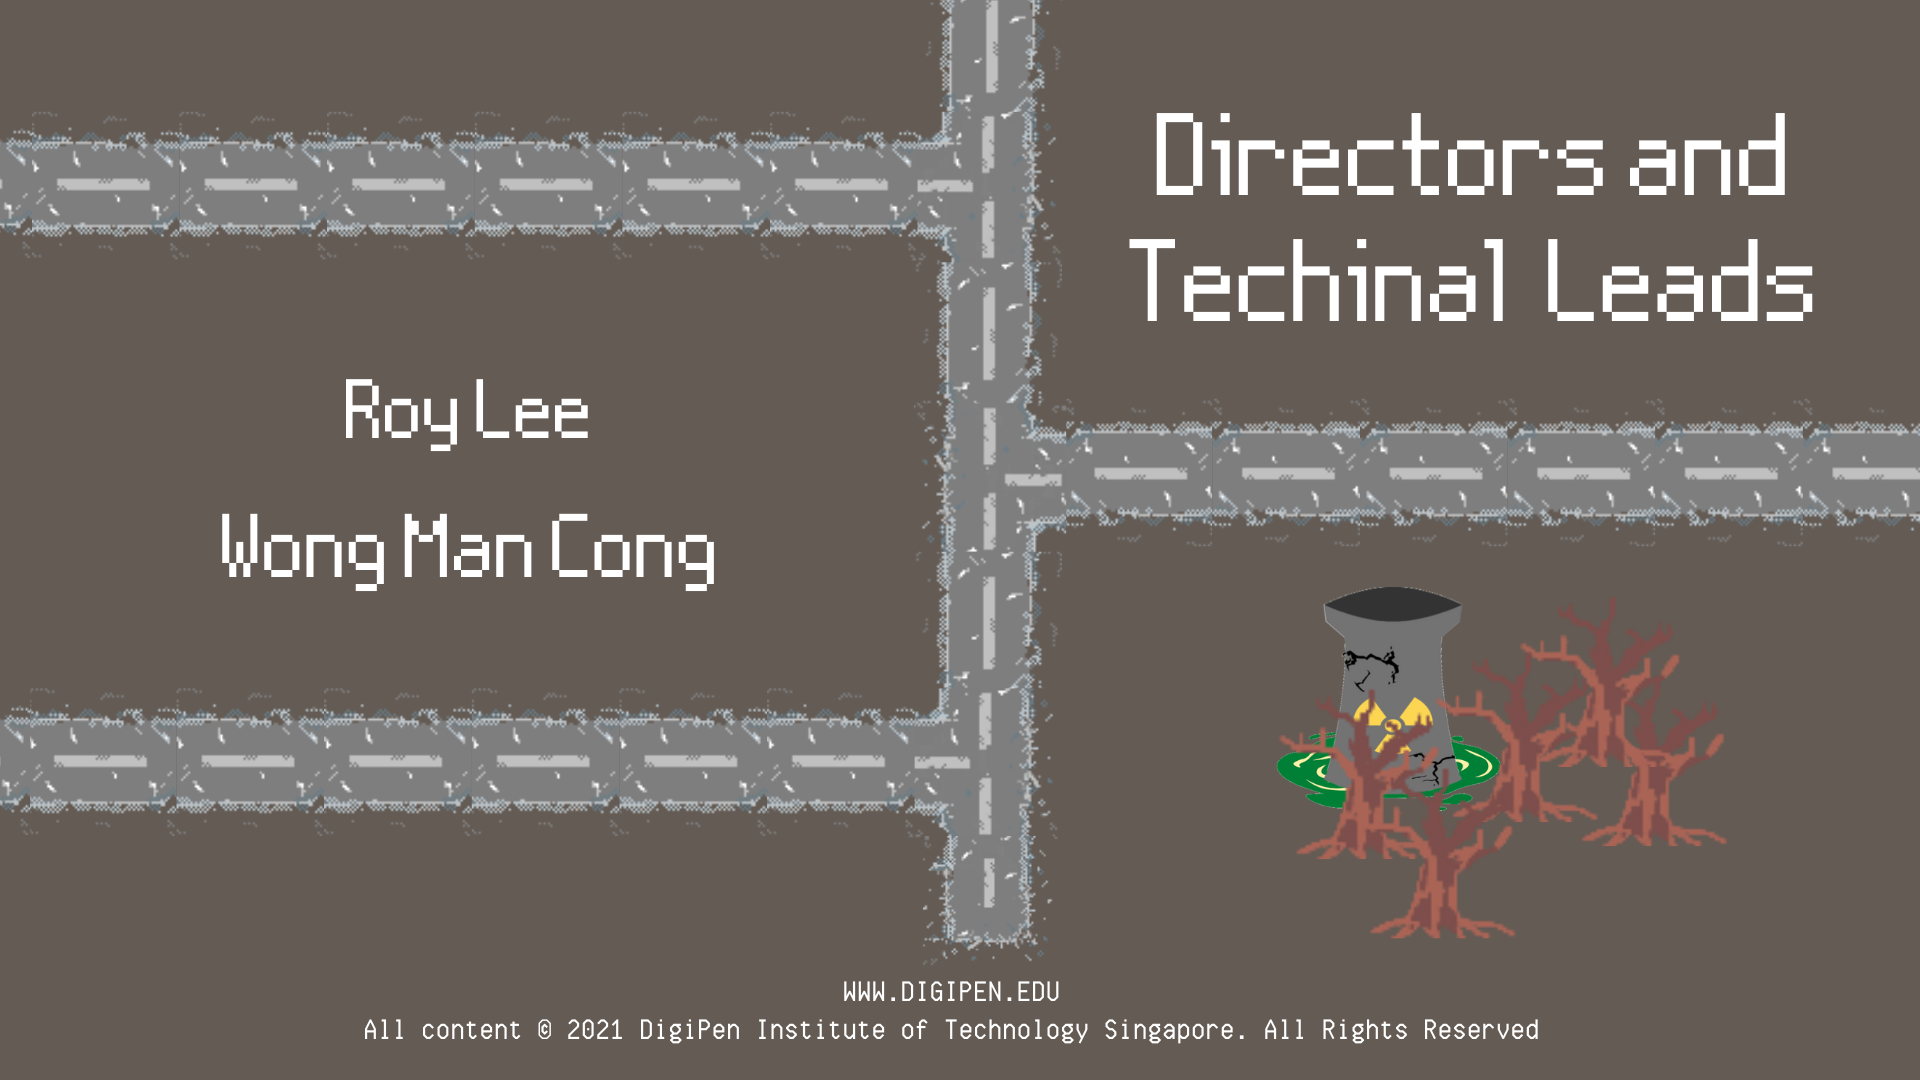 Directors and
Techinal Leads
Roy Lee
Wong Man Cong
WWW.DIGIPEN.EDU
All content © 2021 DigiPen Institute of Technology Singapore. All Rights Reserved